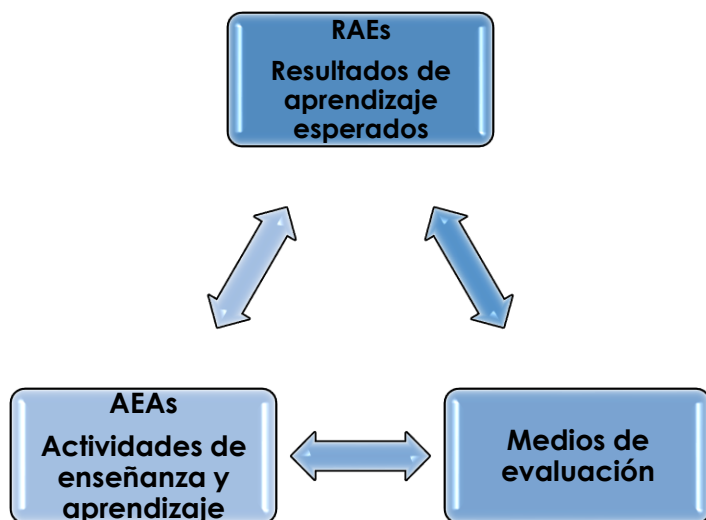 RAEs
Resultados de
aprendizaje
esperados
AEAs
Actividades de
enseñanza y
aprendizaje
Medios de
evaluación